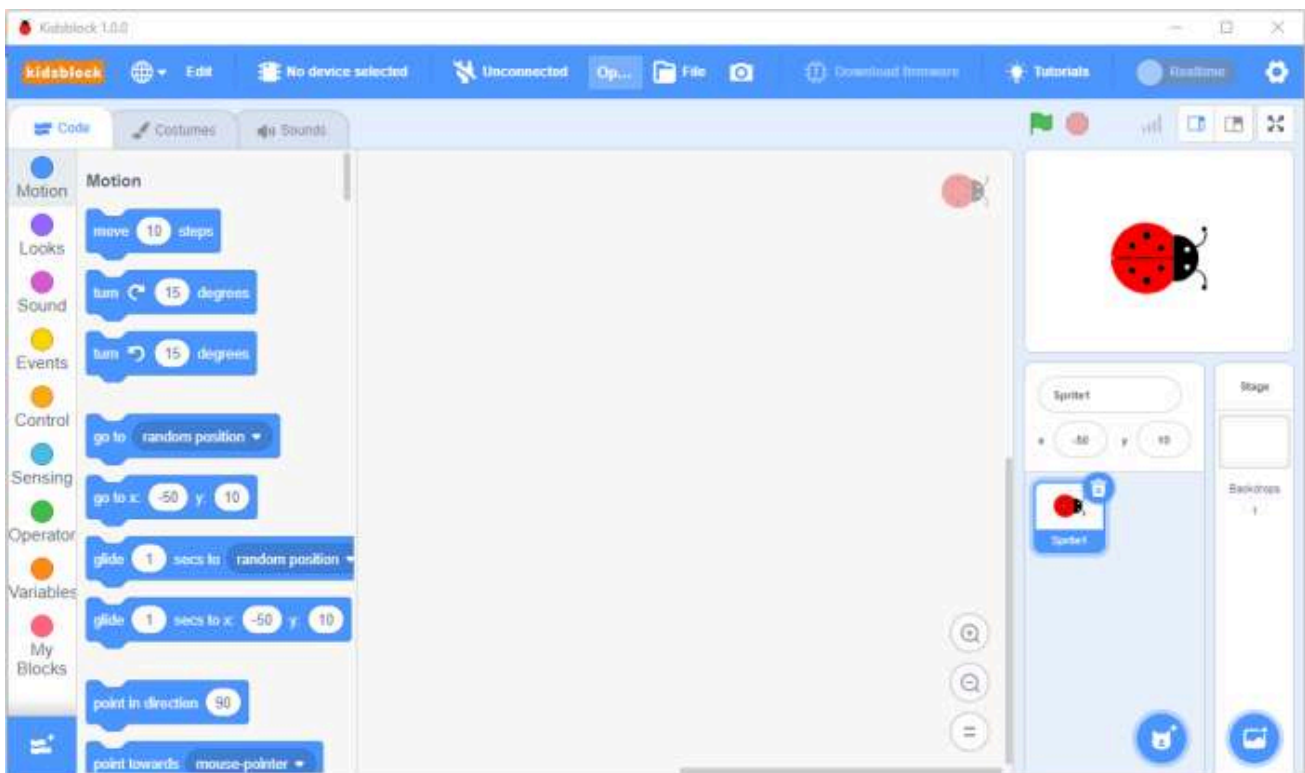 Kidsblock 1.0.0
kidsblock Edit No device selected Unconnected Op... File Download firmware Tutorials Realtime
Code Costumes Sounds
Motion
Looks
Sound
Events
Control
Sensing
Operator
Variables
My
Blocks
Motion
move 10 steps
turn 15 degrees
turn 15 degrees
go to random position
go to x: -50 y: 10
glide 1 secs to random position
glide 1 secs to x: -50 y: 10
point in direction 90
point towards mouse-pointer
Sprite1
x -50 y 10
Sprite1
Stage
Backdrops
1